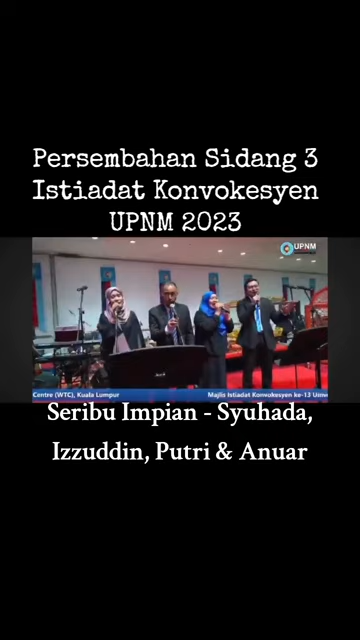 Persembahan Sidang 3
Istiadat Konvokesyen
UPNM 2023
UPNM
Centre (WTC), Kuala Lumpur
Majlis Istiadat Konvokesyen ke-13 Unive
Seribu Impian - Syuhada,
Izzuddin, Putri & Anuar